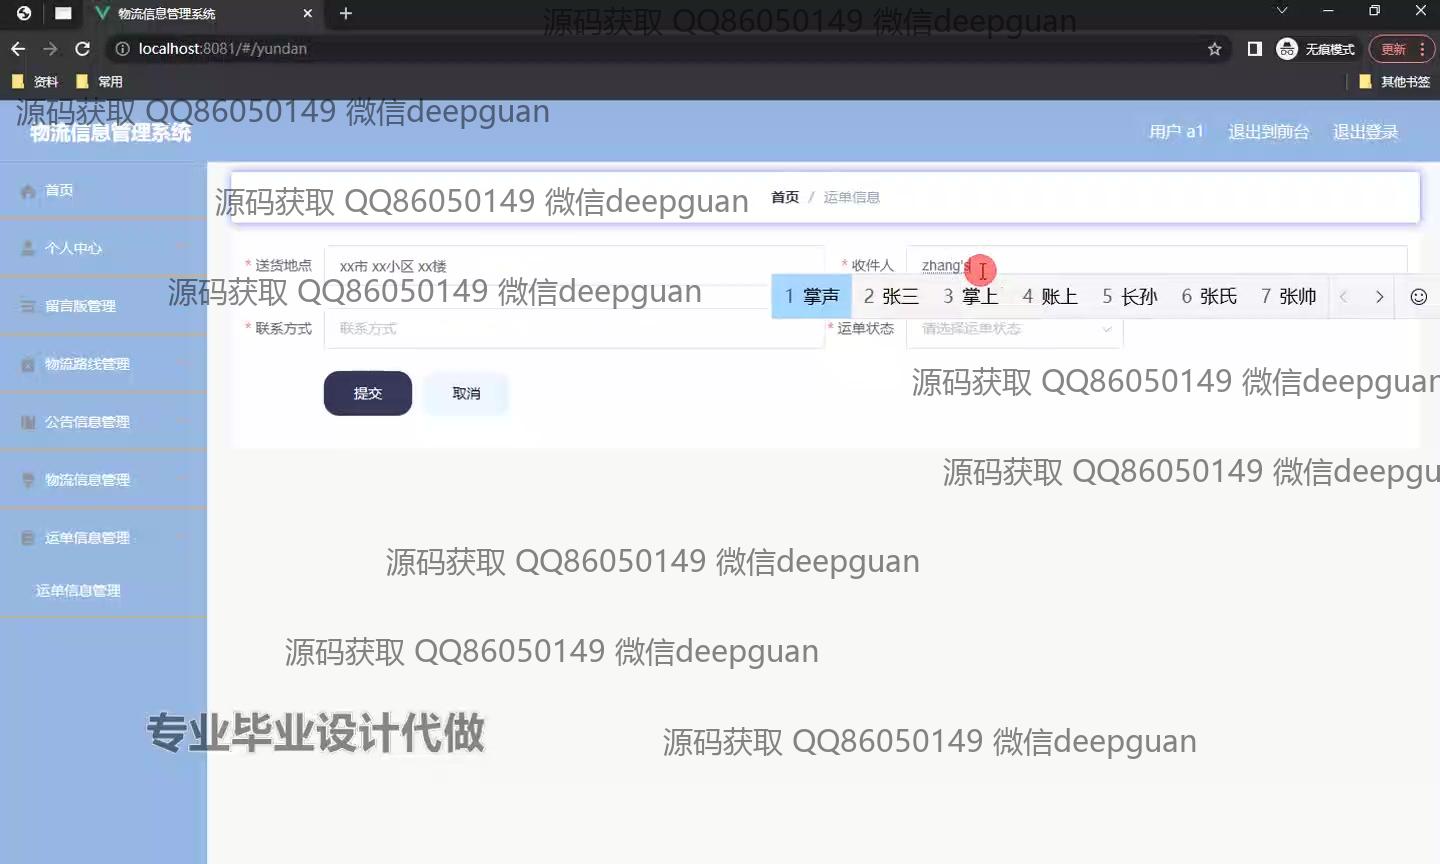 物流信息管理系统
源码获取 QQ86050149 微信deepguan
localhost:8081/#/yundan
无痕模式
更新
资料
常用
其他书签
源码获取 QQ86050149 微信deepguan
物流信息管理系统
用户 a1
退出到前台
退出登录
首页
源码获取 QQ86050149 微信deepguan
首页 / 运单信息
个人中心
* 送货地点
xx市 xx小区 xx楼
* 收件人
zhang's
源码获取 QQ86050149 微信deepguan
1 掌声 2 张三 3 掌上 4 账上 5 长孙 6 张氏 7 张帅
留言版管理
* 联系方式
联系方式
* 运单状态
请选择运单状态
物流路线管理
源码获取 QQ86050149 微信deepguan
提交
取消
公告信息管理
物流信息管理
源码获取 QQ86050149 微信deepgu
运单信息管理
源码获取 QQ86050149 微信deepguan
运单信息管理
源码获取 QQ86050149 微信deepguan
专业毕业设计代做
源码获取 QQ86050149 微信deepguan